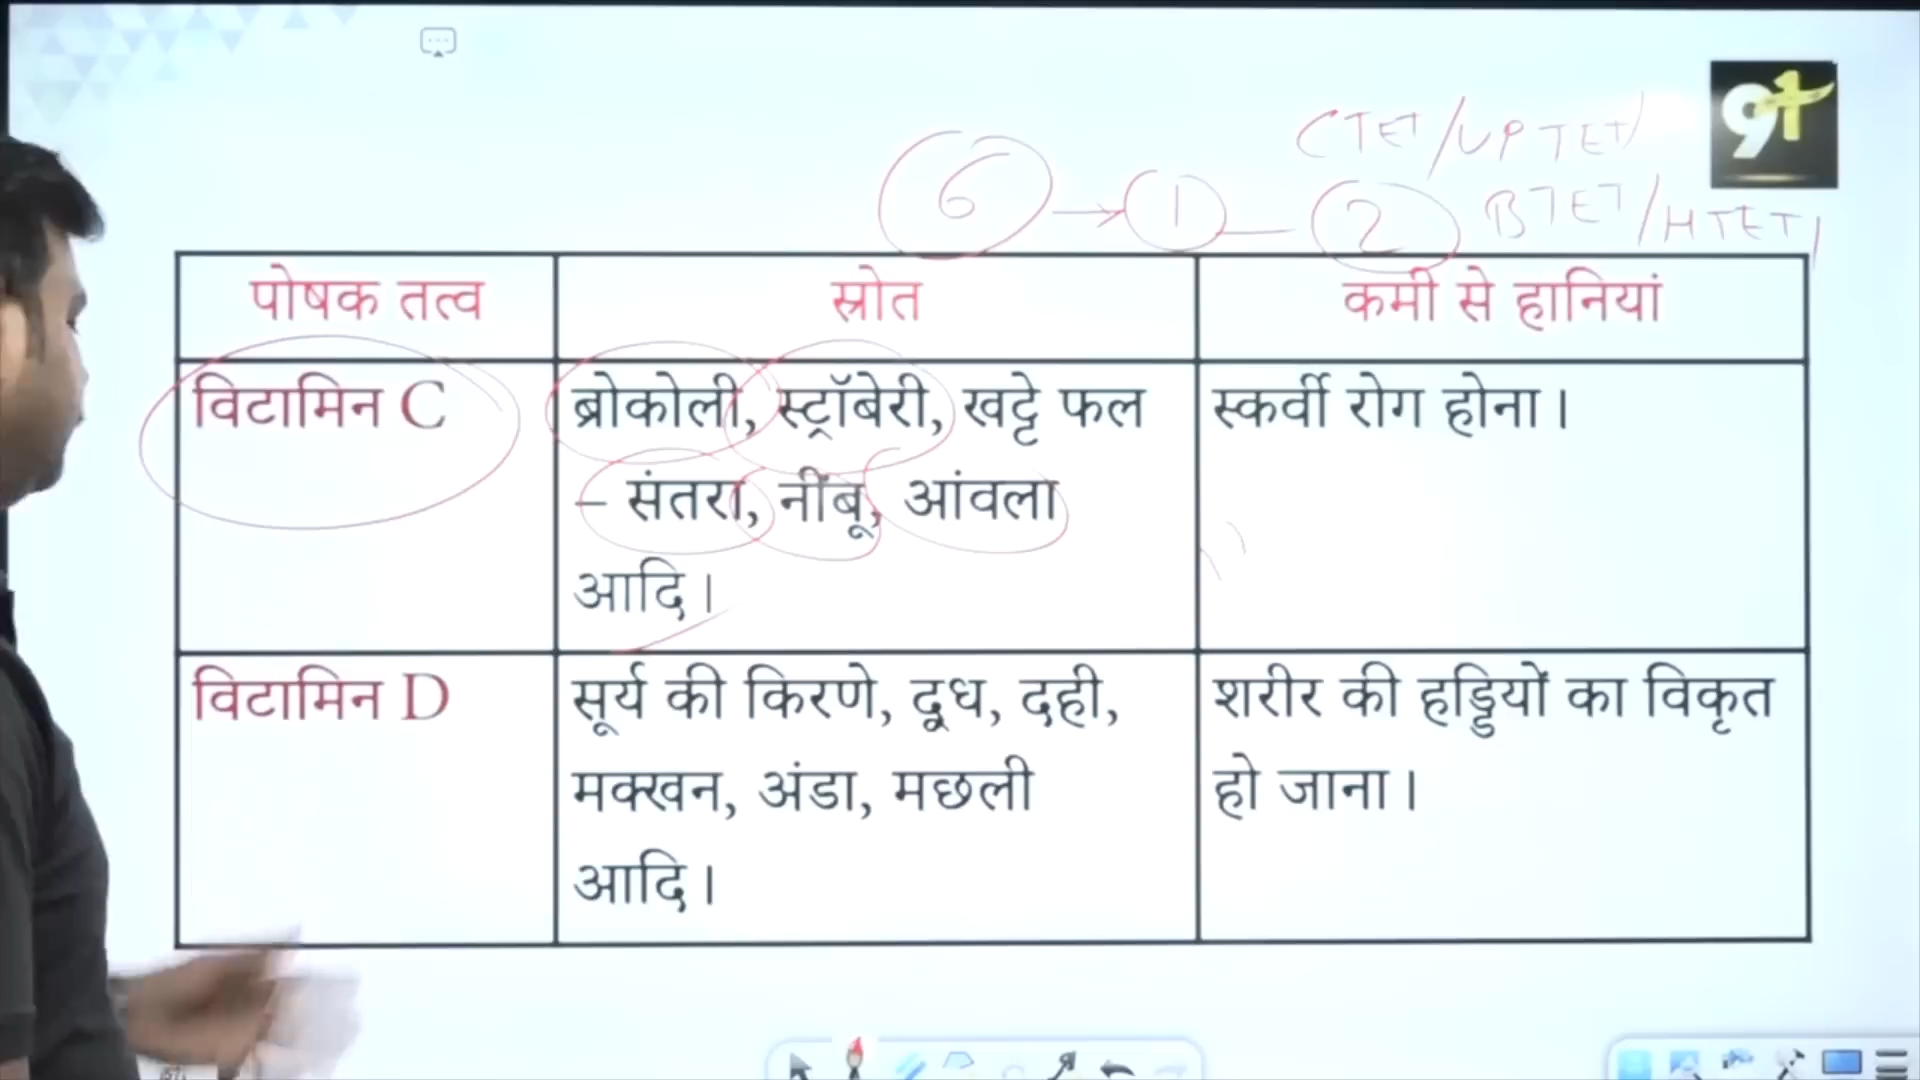 CTET/UPTET/
6 → 1 — 2 BTET/HTET/
91
पोषक तत्व स्रोत कमी से हानियां
विटामिन C ब्रोकोली, स्ट्रॉबेरी, खट्टे फल स्कर्वी रोग होना।
– संतरा, नींबू, आंवला
आदि।
विटामिन D सूर्य की किरणे, दूध, दही, शरीर की हड्डियों का विकृत
मक्खन, अंडा, मछली हो जाना।
आदि।